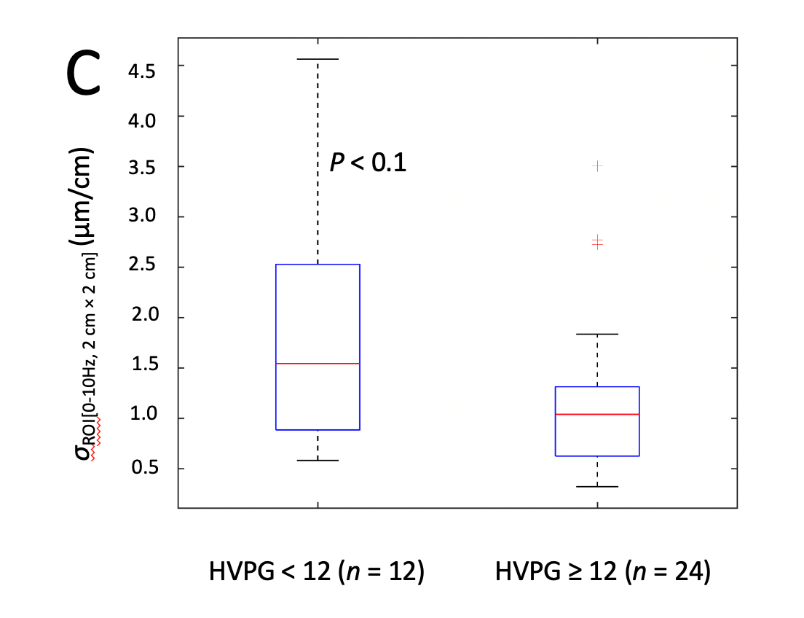 C
σROI[0-10Hz, 2 cm × 2 cm] (μm/cm)
4.5
4.0
3.5
3.0
2.5
2.0
1.5
1.0
0.5
P < 0.1
HVPG < 12 (n = 12)
HVPG ≥ 12 (n = 24)